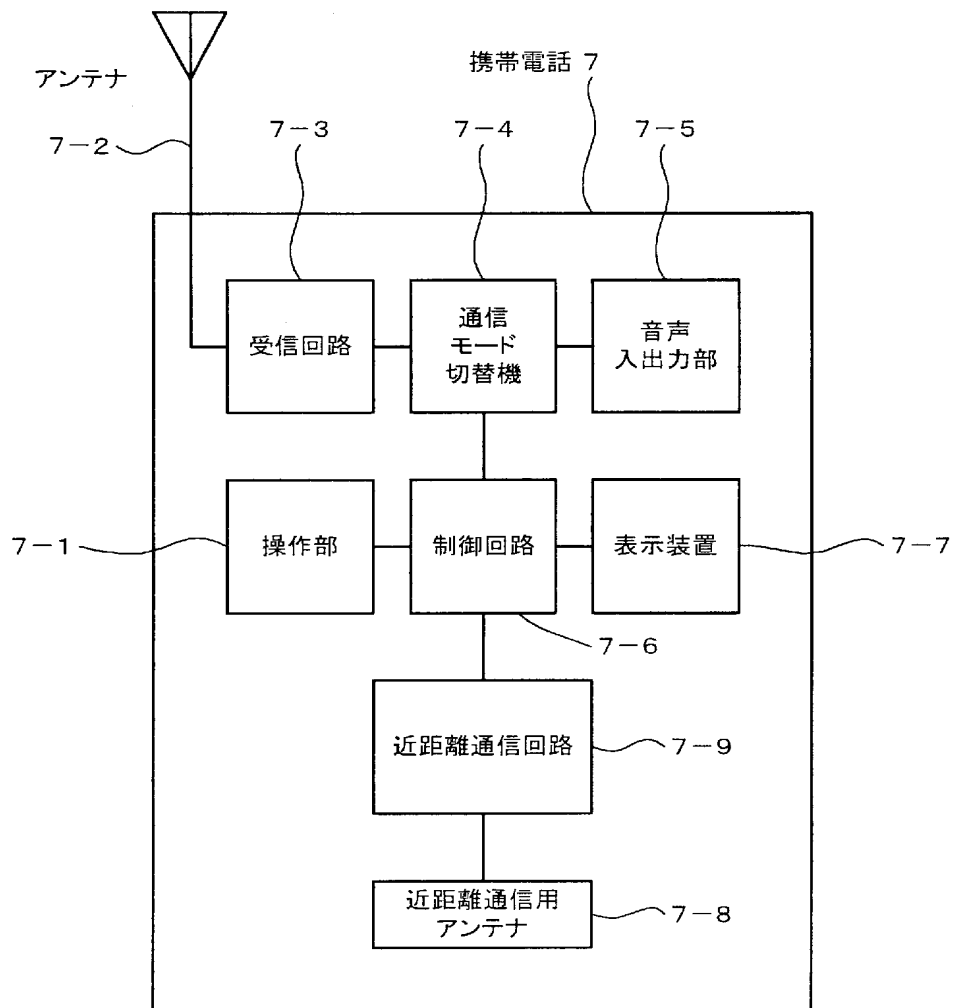 アンテナ
携帯電話 7
7−2
7−3
7−4
7−5
受信回路
通信
モード
切替機
音声
入出力部
7−1
操作部
制御回路
表示装置
7−7
7−6
近距離通信回路
7−9
近距離通信用
アンテナ
7−8